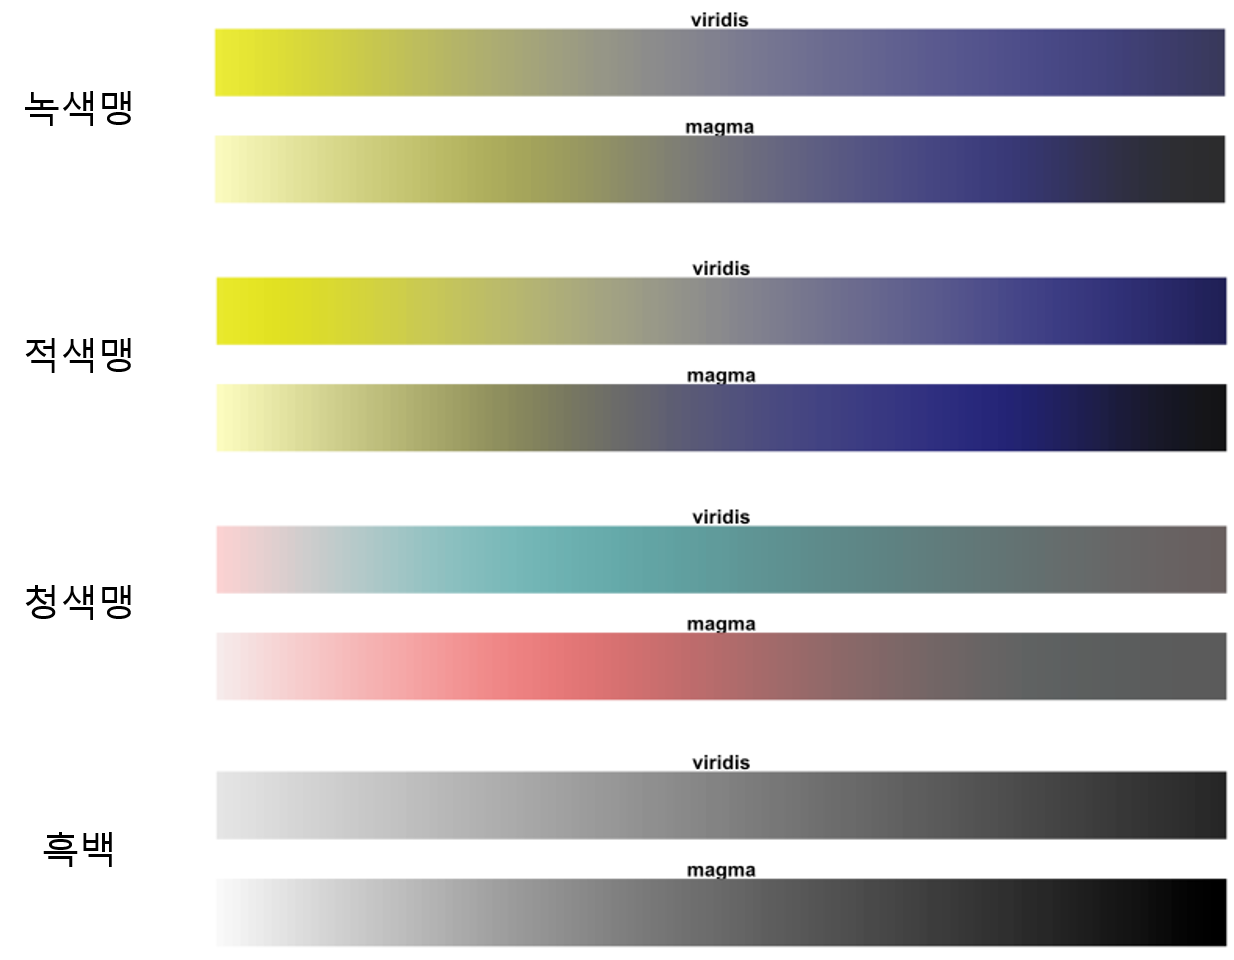 viridis
녹색맹
magma
viridis
적색맹
magma
viridis
청색맹
magma
viridis
흑백
magma